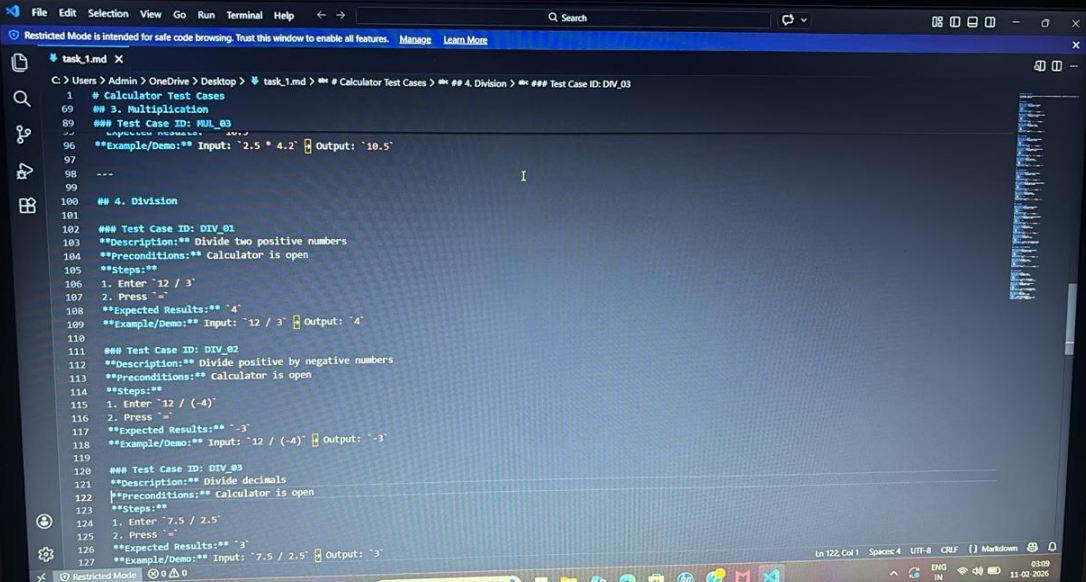 File Edit Selection View Go Run Terminal Help ← → Search
Restricted Mode is intended for safe code browsing. Trust this window to enable all features. Manage Learn More
task_1.md
C: > Users > Admin > OneDrive > Desktop > task_1.md > # Calculator Test Cases > ## 4. Division > ### Test Case ID: DIV_03
1 # Calculator Test Cases
69 ## 3. Multiplication
89 ### Test Case ID: MUL_03
95 **Expected Results:** `10.5`
96 **Example/Demo:** Input: `2.5 * 4.2` → Output: `10.5`
97
98 ---
99
100 ## 4. Division
101
102 ### Test Case ID: DIV_01
103 **Description:** Divide two positive numbers
104 **Preconditions:** Calculator is open
105 **Steps:**
106 1. Enter `12 / 3`
107 2. Press `=`
108 **Expected Results:** `4`
109 **Example/Demo:** Input: `12 / 3` → Output: `4`
110
111 ### Test Case ID: DIV_02
112 **Description:** Divide positive by negative numbers
113 **Preconditions:** Calculator is open
114 **Steps:**
115 1. Enter `12 / (-4)`
116 2. Press `=`
117 **Expected Results:** `-3`
118 **Example/Demo:** Input: `12 / (-4)` → Output: `-3`
119
120 ### Test Case ID: DIV_03
121 **Description:** Divide decimals
122 **Preconditions:** Calculator is open
123 **Steps:**
124 1. Enter `7.5 / 2.5`
125 2. Press `=`
126 **Expected Results:** `3`
127 **Example/Demo:** Input: `7.5 / 2.5` → Output: `3`
Restricted Mode 0 0 Ln 122, Col 1 Spaces: 4 UTF-8 CRLF {} Markdown
ENG IN 03:09 11-02-2026